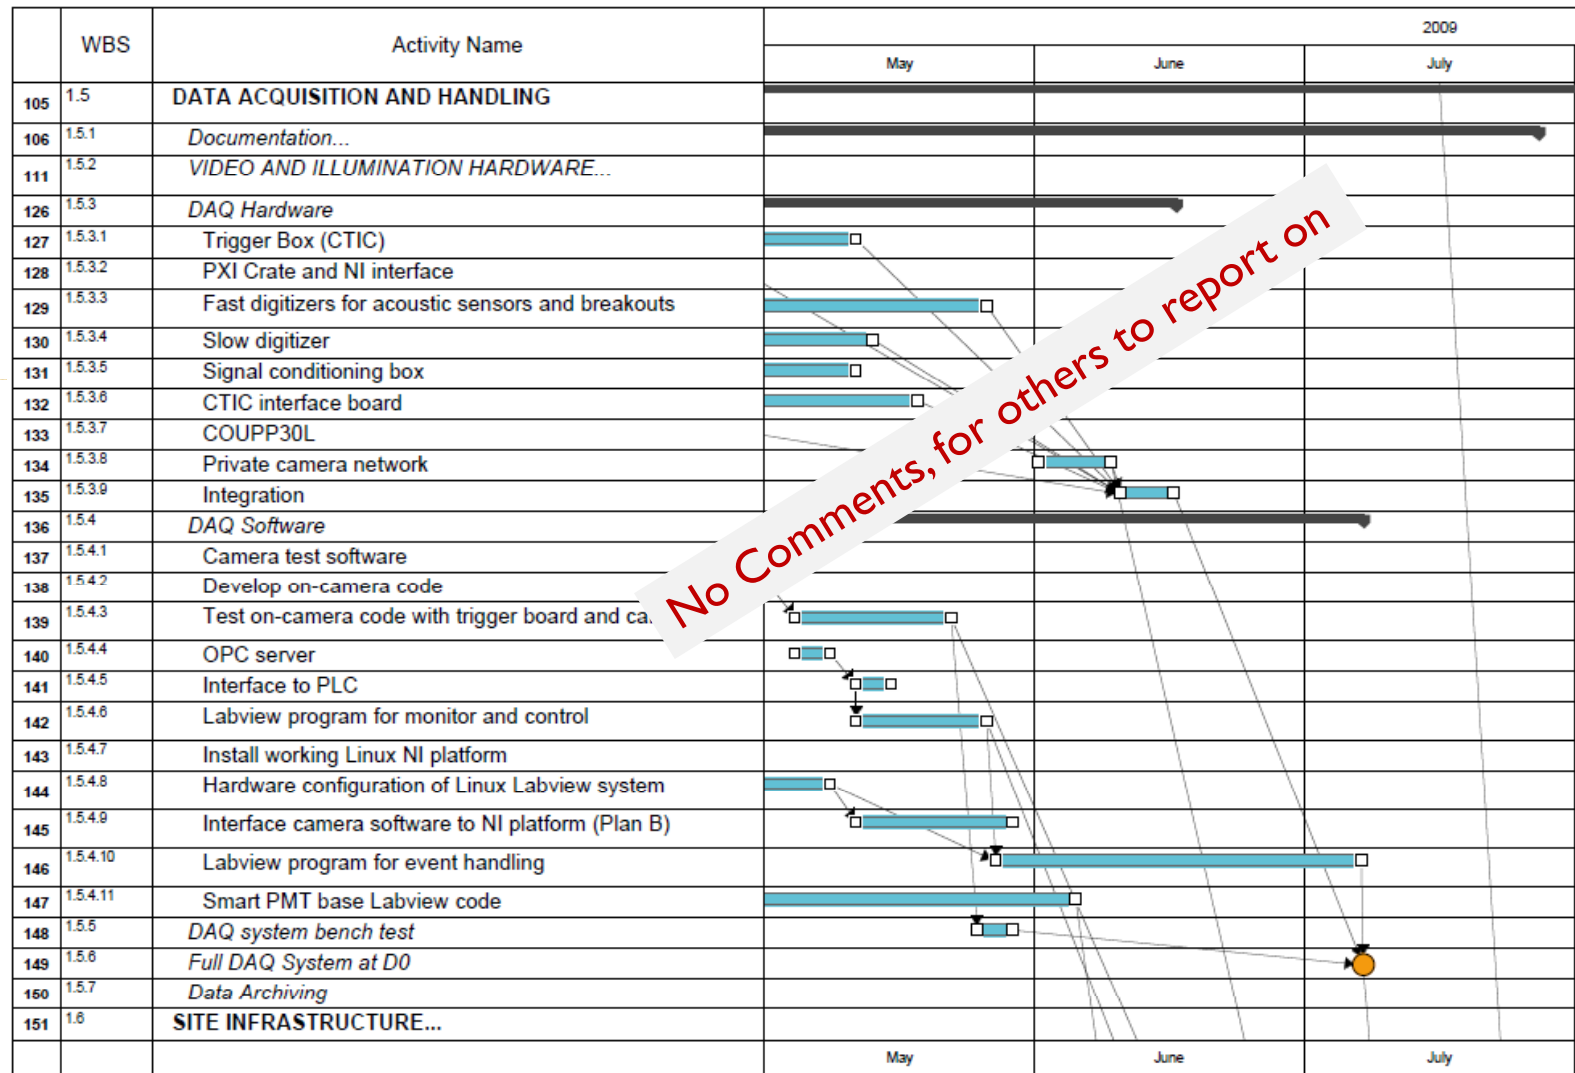 2009
WBS Activity Name May June July
105 1.5 DATA ACQUISITION AND HANDLING
106 1.5.1 Documentation...
111 1.5.2 VIDEO AND ILLUMINATION HARDWARE...
126 1.5.3 DAQ Hardware
127 1.5.3.1 Trigger Box (CTIC)
128 1.5.3.2 PXI Crate and NI interface
129 1.5.3.3 Fast digitizers for acoustic sensors and breakouts
130 1.5.3.4 Slow digitizer
131 1.5.3.5 Signal conditioning box
132 1.5.3.6 CTIC interface board
133 1.5.3.7 COUPP30L
134 1.5.3.8 Private camera network
135 1.5.3.9 Integration
136 1.5.4 DAQ Software
137 1.5.4.1 Camera test software
138 1.5.4.2 Develop on-camera code
139 1.5.4.3 Test on-camera code with trigger board and
140 1.5.4.4 OPC server
141 1.5.4.5 Interface to PLC
142 1.5.4.6 Labview program for monitor and control
143 1.5.4.7 Install working Linux NI platform
144 1.5.4.8 Hardware configuration of Linux Labview system
145 1.5.4.9 Interface camera software to NI platform (Plan B)
146 1.5.4.10 Labview program for event handling
147 1.5.4.11 Smart PMT base Labview code
148 1.5.5 DAQ system bench test
149 1.5.6 Full DAQ System at D0
150 1.5.7 Data Archiving
151 1.6 SITE INFRASTRUCTURE...
May June July
No Comments, for others to report on